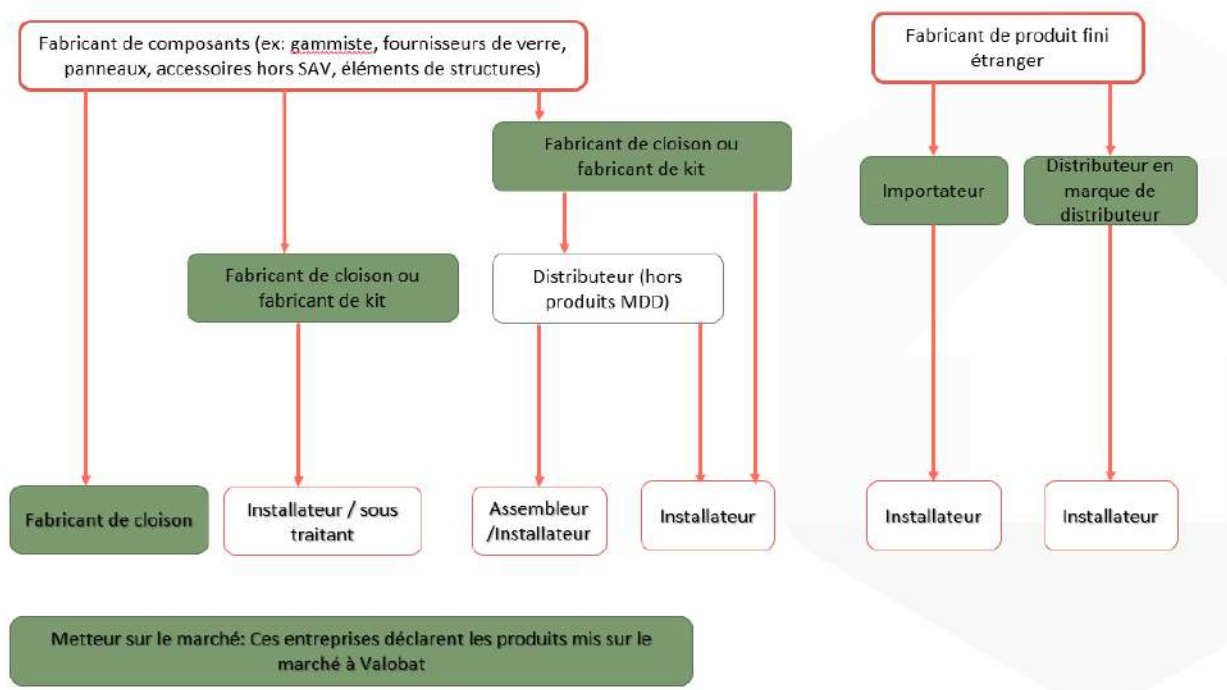 Fabricant de composants (ex: gammiste, fournisseurs de verre,
panneaux, accessoires hors SAV, éléments de structures)
Fabricant de produit fini
étranger
Fabricant de cloison ou
fabricant de kit
Importateur
Distributeur en
marque de
distributeur
Fabricant de cloison ou
fabricant de kit
Distributeur (hors
produits MDD)
Fabricant de cloison
Installateur / sous
traitant
Assembleur
/Installateur
Installateur
Installateur
Installateur
Metteur sur le marché: Ces entreprises déclarent les produits mis sur le
marché à Valobat